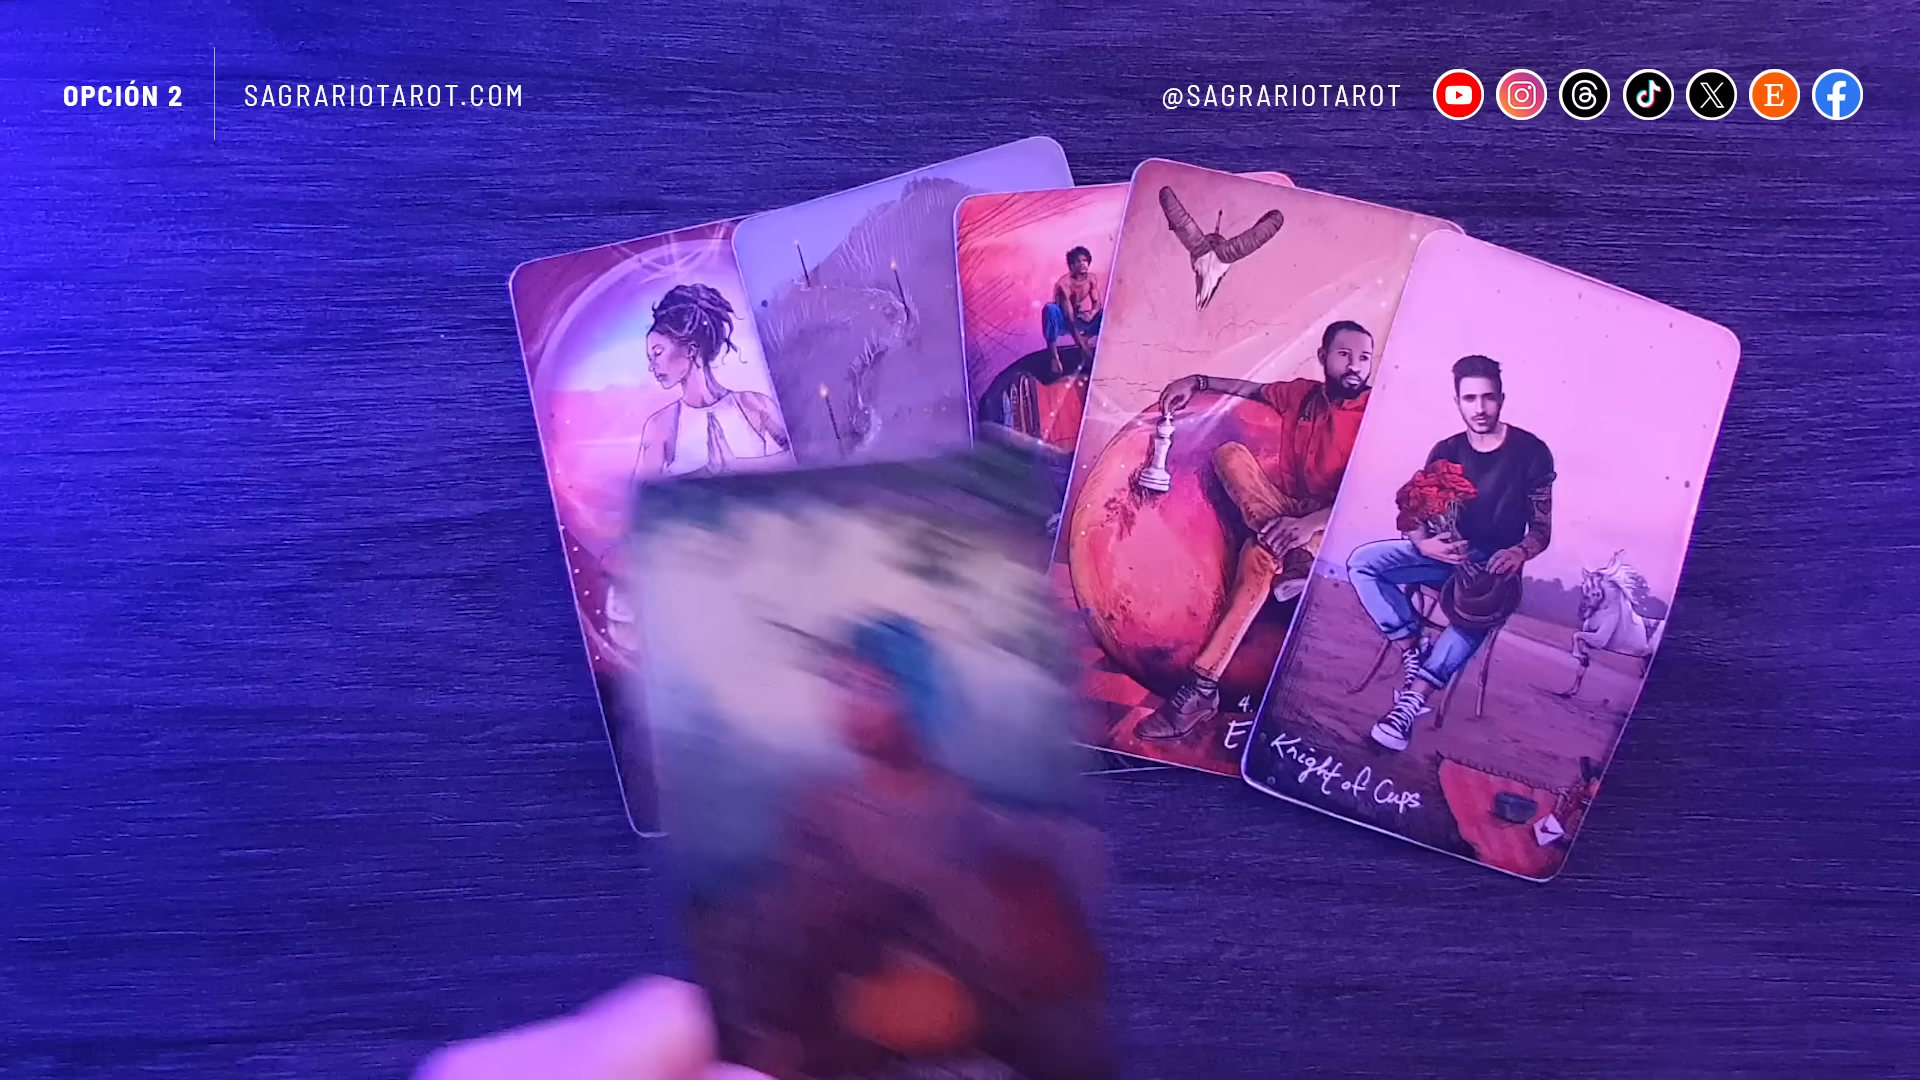 OPCIÓN 2
SAGRARIOTAROT.COM
@SAGRARIOTAROT
4.
E
Knight of Cups